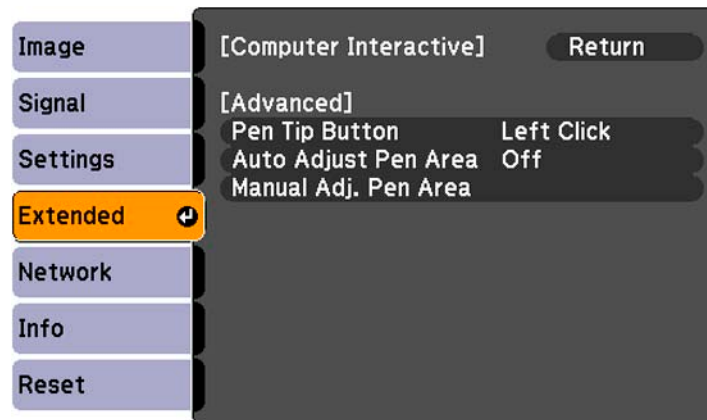 Image
Signal
Settings
Extended
Network
Info
Reset
[Computer Interactive] Return
[Advanced]
Pen Tip Button Left Click
Auto Adjust Pen Area Off
Manual Adj. Pen Area